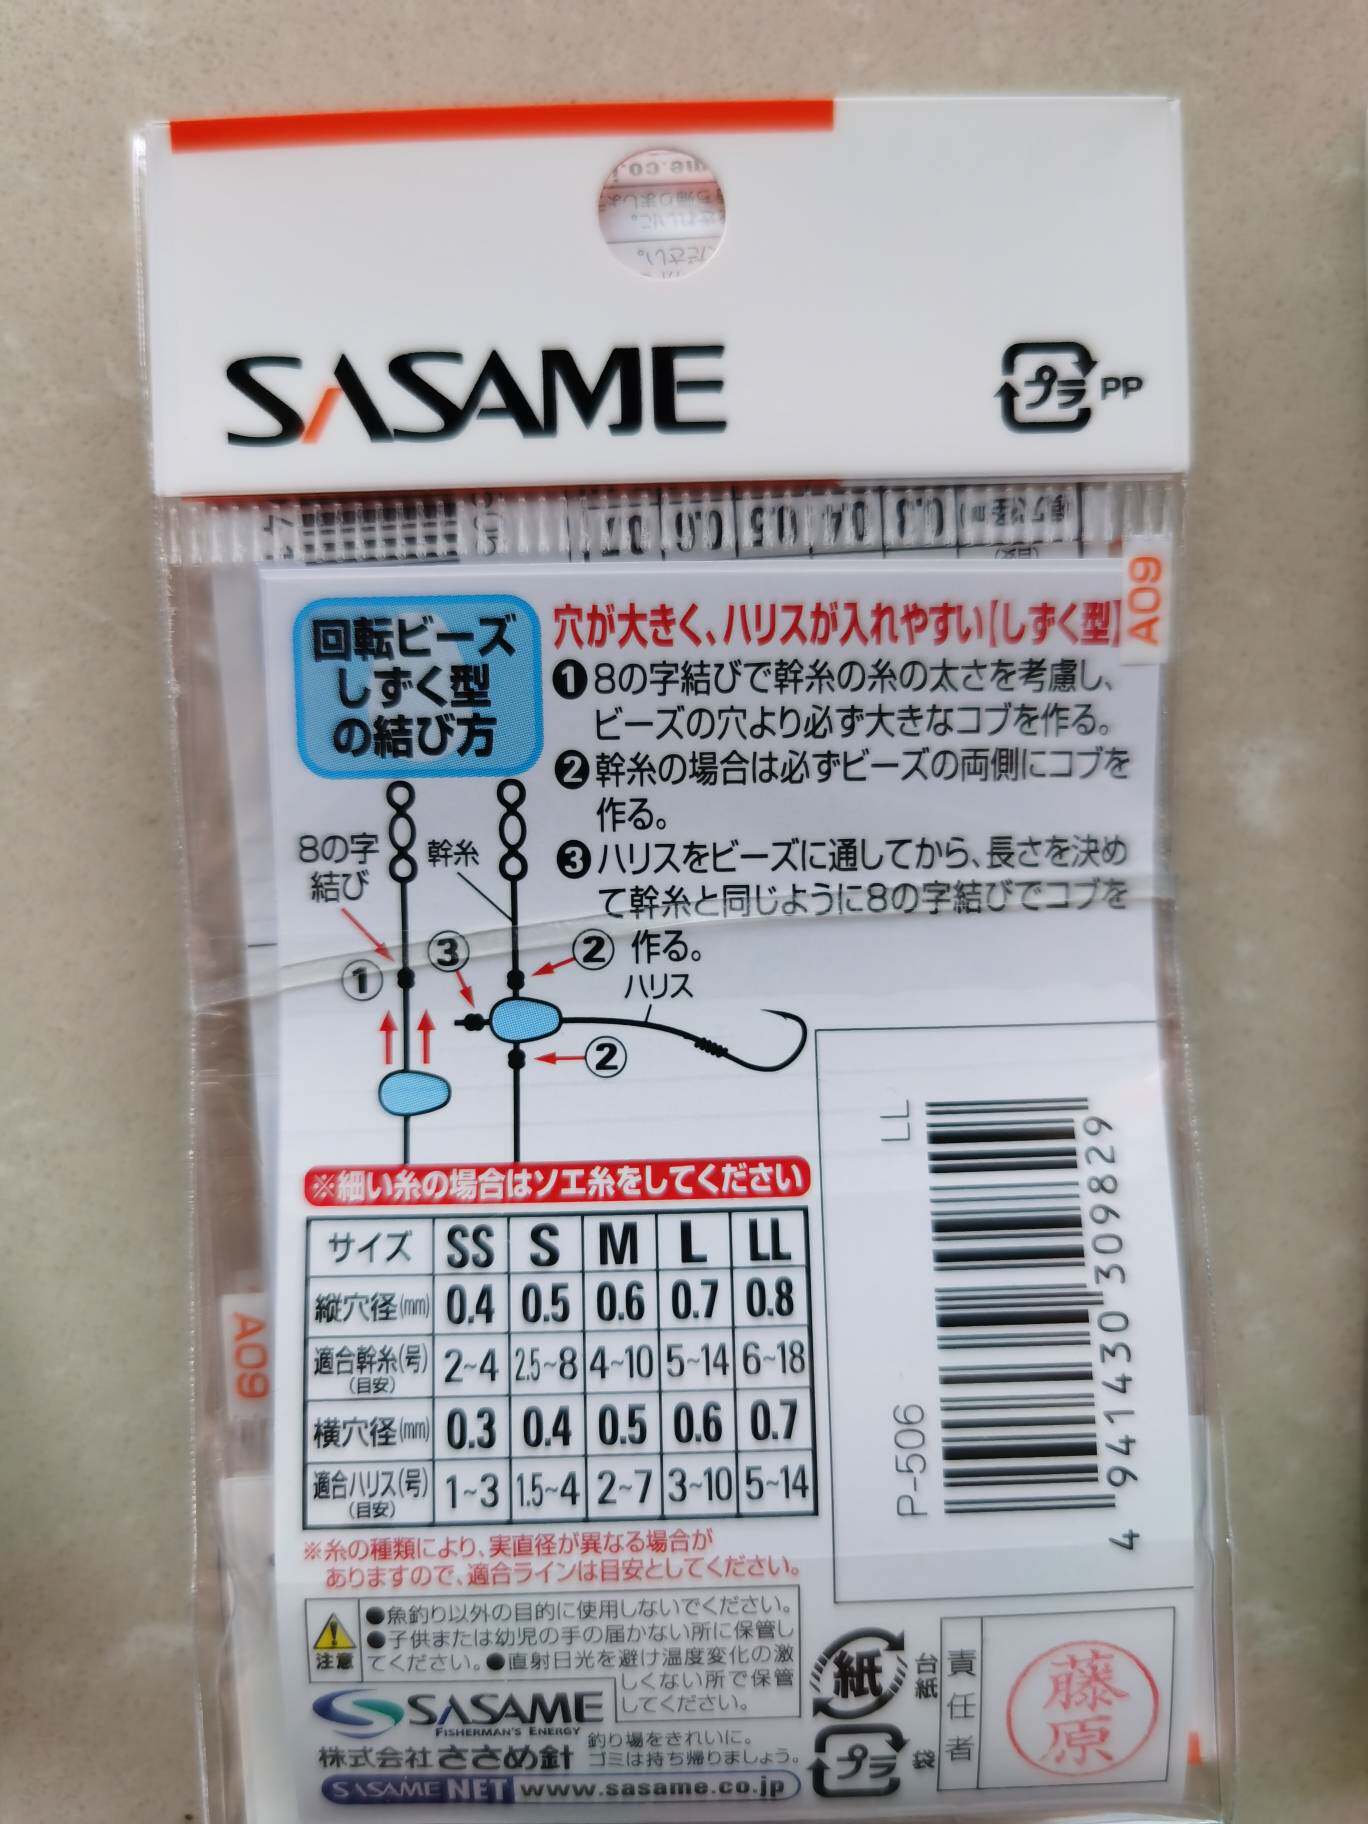 SASAME
プラ PP
A09
回転ビーズ
しずく型
の結び方
穴が大きく、ハリスが入れやすい【しずく型】
❶8の字結びで幹糸の糸の太さを考慮し、
ビーズの穴より必ず大きなコブを作る。
❷幹糸の場合は必ずビーズの両側にコブを
作る。
❸ハリスをビーズに通してから、長さを決め
て幹糸と同じように8の字結びでコブを
作る。
8の字
結び
幹糸
①
③
②
ハリス
②
※細い糸の場合はソエ糸をしてください
サイズ SS S M L LL
縦穴径(mm) 0.4 0.5 0.6 0.7 0.8
適合幹糸(号)(目安) 2~4 2.5~8 4~10 5~14 6~18
横穴径(mm) 0.3 0.4 0.5 0.6 0.7
適合ハリス(号)(目安) 1~3 1.5~4 2~7 3~10 5~14
※糸の種類により、実直径が異なる場合が
ありますので、適合ラインは目安としてください。
LL
P-506
4 941430 309829
A09
注意
●魚釣り以外の目的に使用しないでください。
●子供または幼児の手の届かない所に保管し
てください。●直射日光を避け温度変化の激
しくない所で保管
してください。
SASAME
FISHERMAN'S ENERGY
株式会社 ささめ針
釣り場をきれいに。
ゴミは持ち帰りましょう。
SASAME NET www.sasame.co.jp
紙 台紙
プラ 袋
責任者
藤原